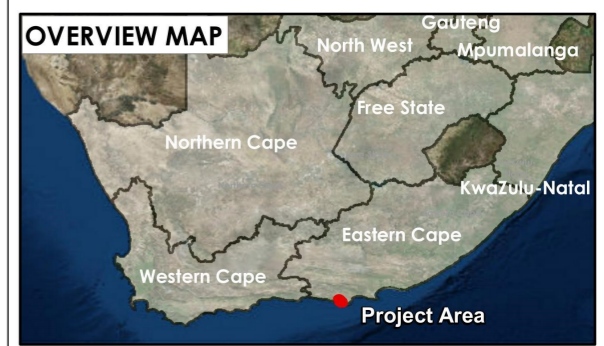 OVERVIEW MAP
Gauteng
North West
Mpumalanga
Free State
Northern Cape
KwaZulu-Natal
Eastern Cape
Western Cape
Project Area